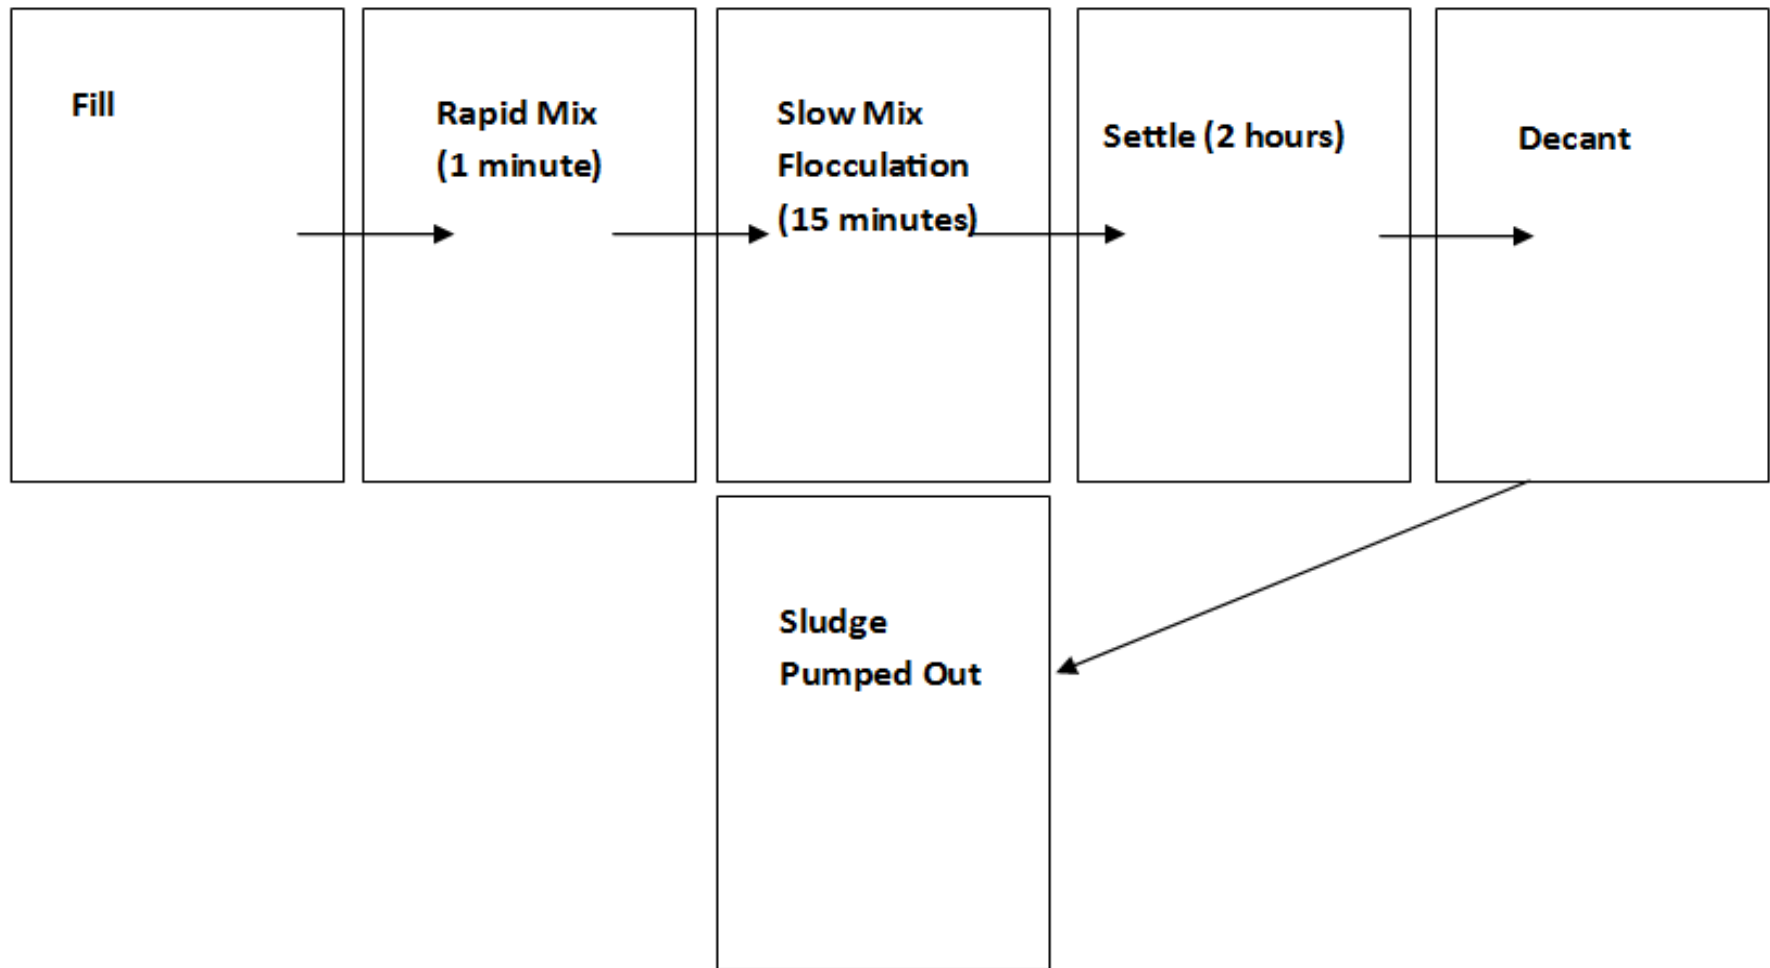 Fill
Rapid Mix
(1 minute)
Slow Mix
Flocculation
(15 minutes)
Settle (2 hours)
Decant
Sludge
Pumped Out